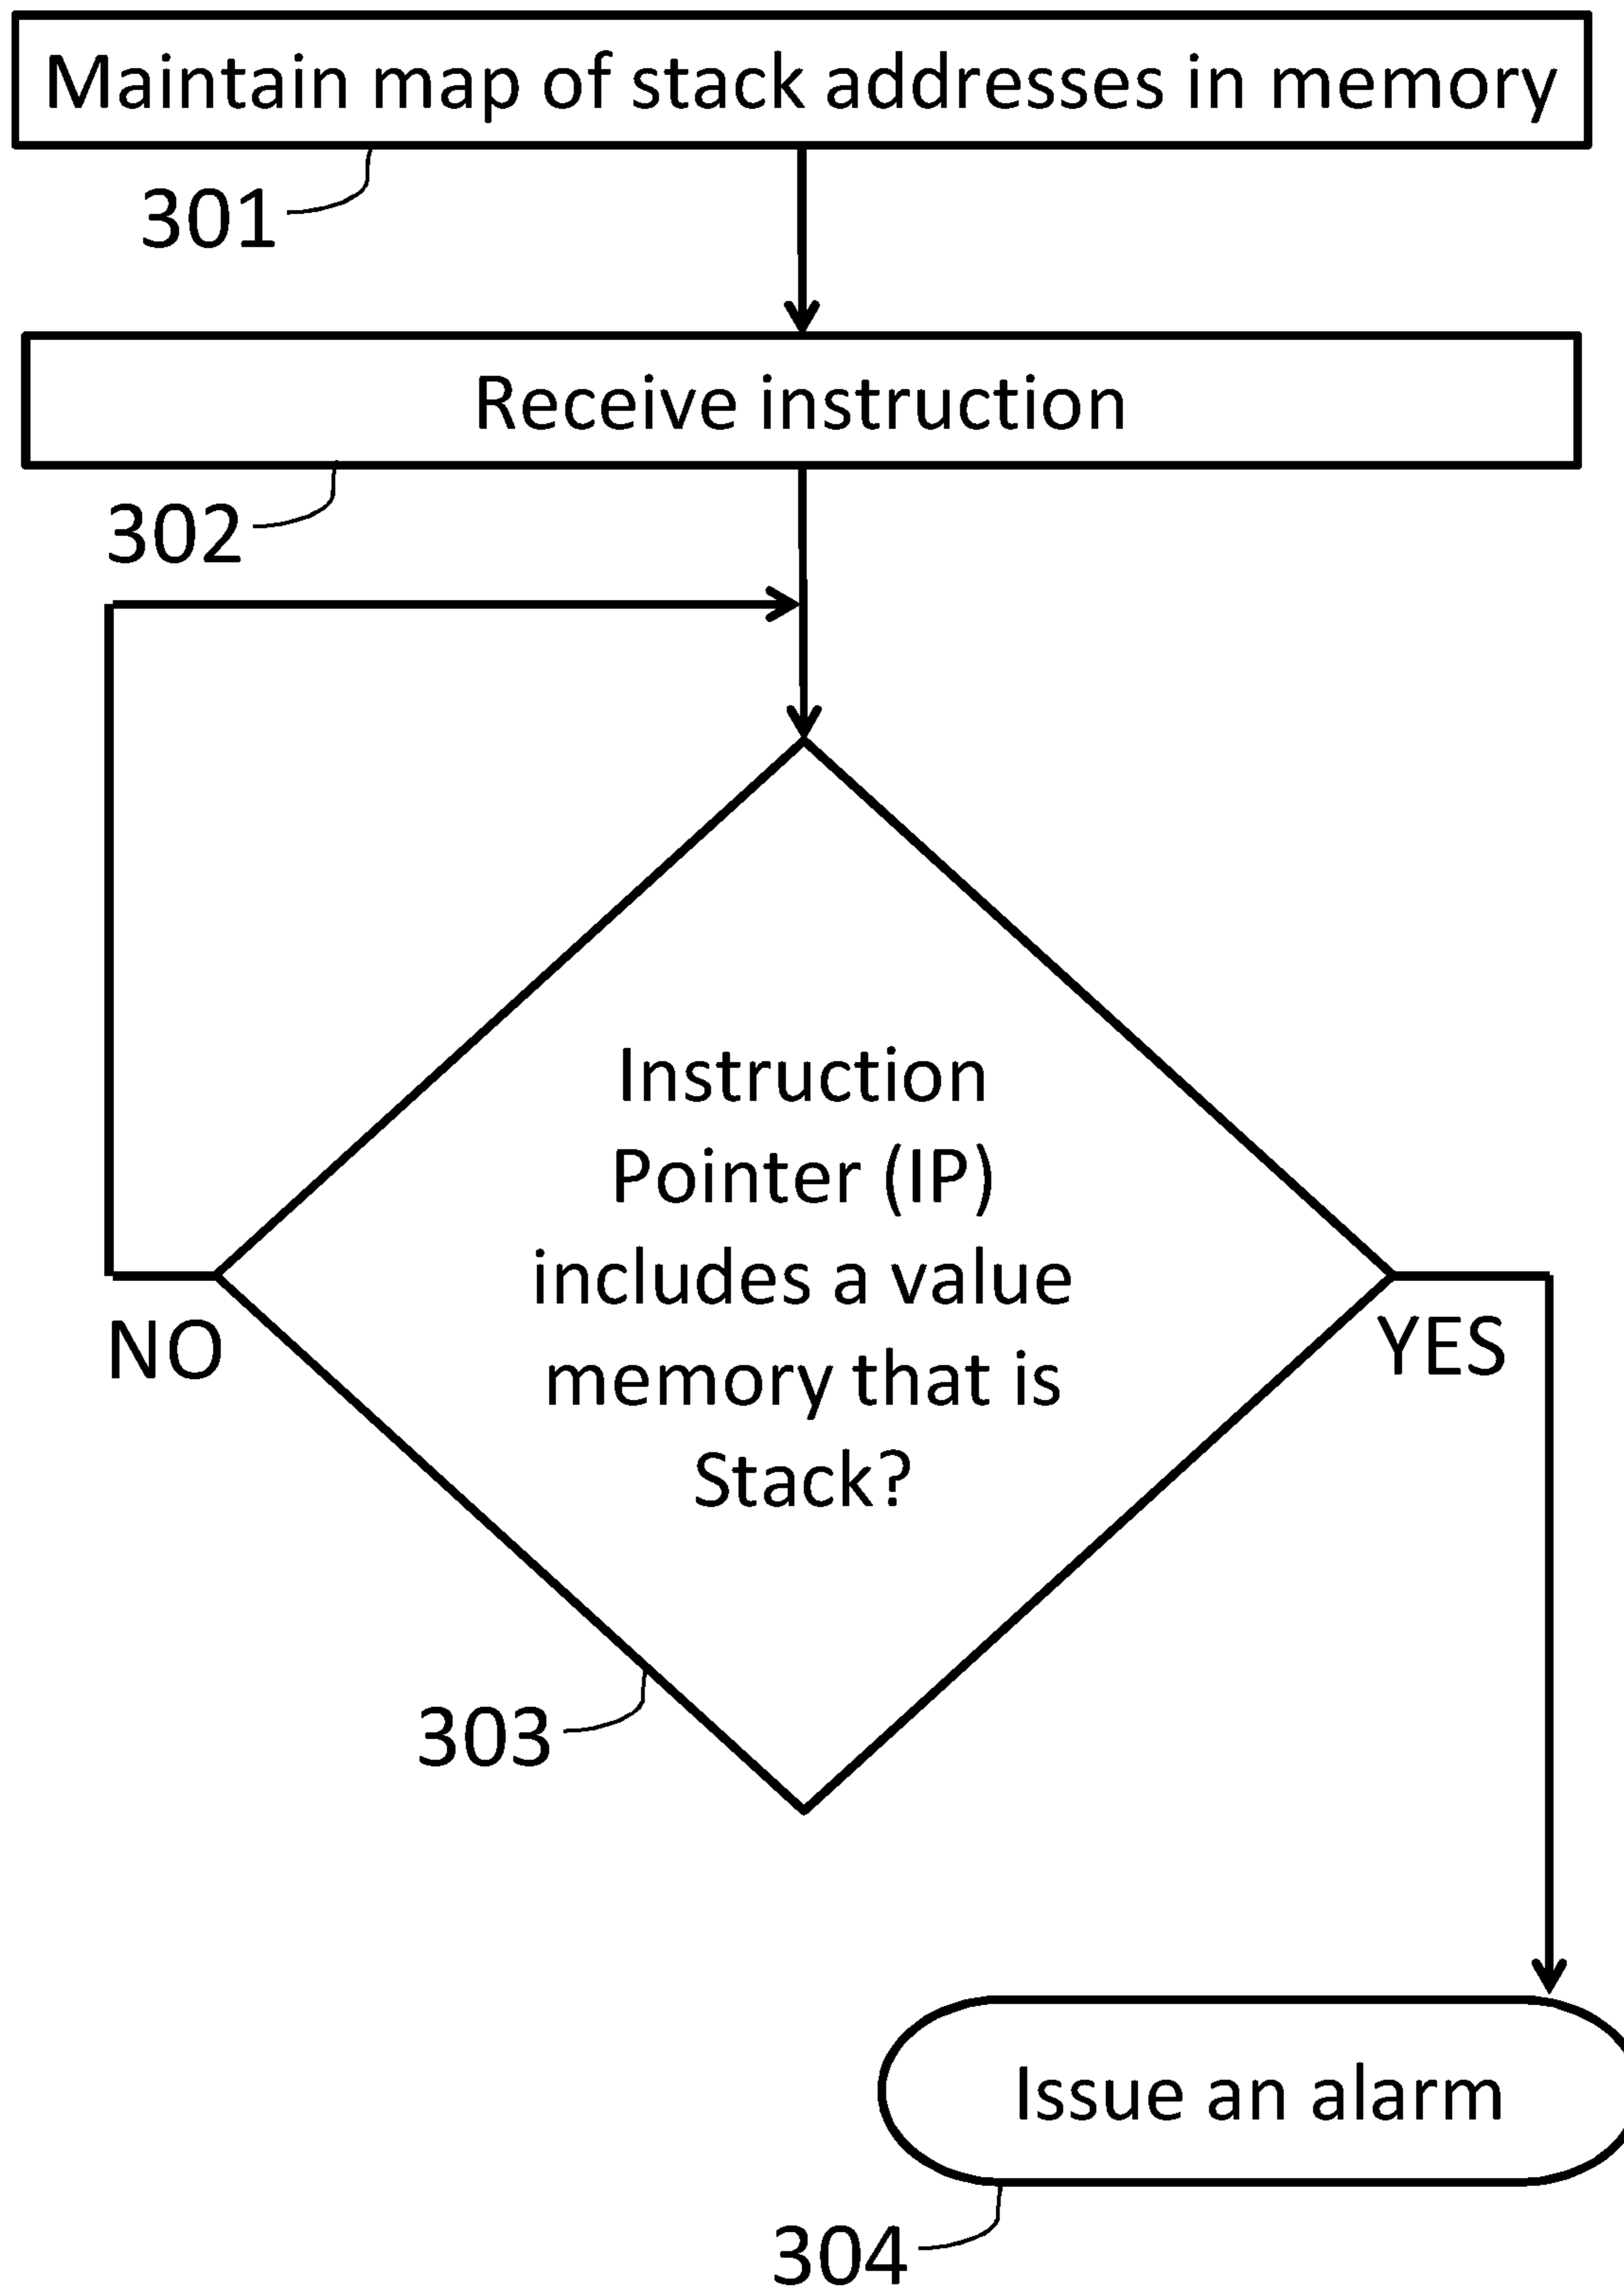 Maintain map of stack addresses in memory
301
Receive instruction
302
Instruction
Pointer (IP)
includes a value
memory that is
Stack?
NO
YES
303
Issue an alarm
304